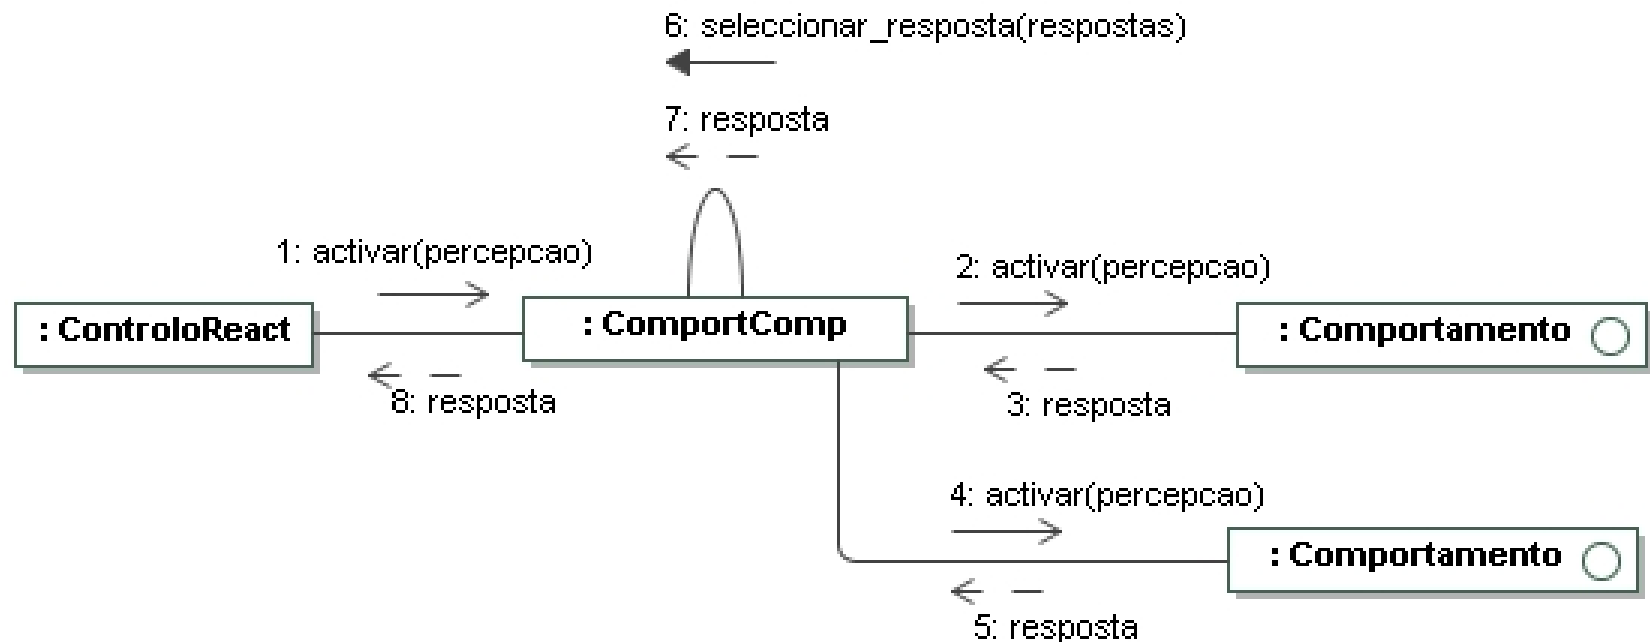 6: seleccionar_resposta(respostas)
7: resposta
1: activar(percepcao)
2: activar(percepcao)
: ControloReact
: ComportComp
: Comportamento
8: resposta
3: resposta
4: activar(percepcao)
: Comportamento
5: resposta